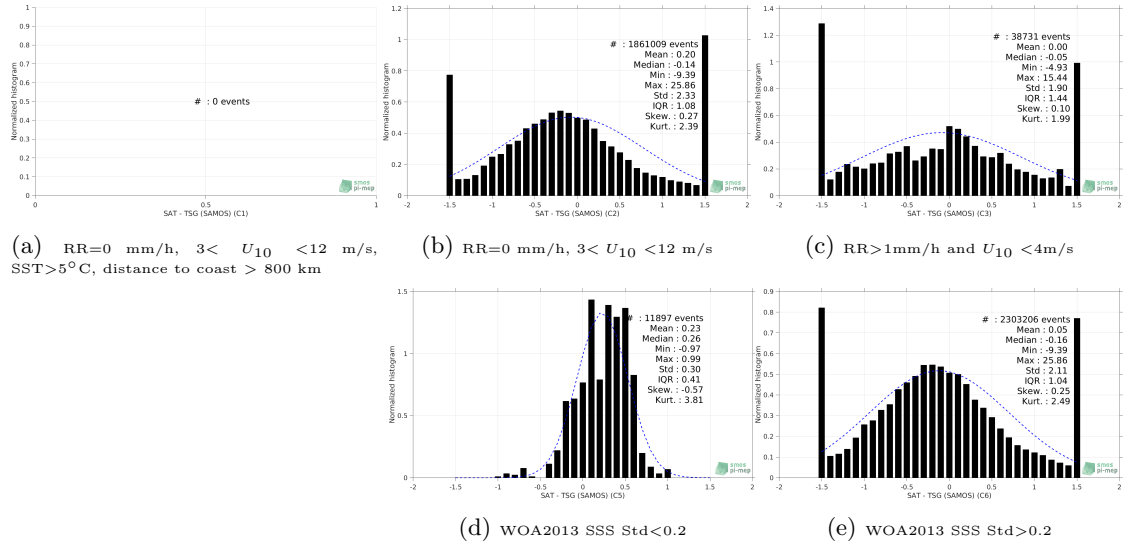 Normalized histogram
1
0.9
0.8
0.7
0.6
0.5
0.4
0.3
0.2
0.1
0
# : 0 events
0 0.5 1
SAT - TSG (SAMOS) (C1)
smos
pi-mep
(a) RR=0 mm/h, 3< U10 <12 m/s,
SST>5°C, distance to coast > 800 km
Normalized histogram
1.2
1
0.8
0.6
0.4
0.2
0
# : 1861009 events
Mean : 0.20
Median : -0.14
Min : -9.39
Max : 25.86
Std : 2.33
IQR : 1.08
Skew. : 0.27
Kurt. : 2.39
-2 -1.5 -1 -0.5 0 0.5 1 1.5 2
SAT - TSG (SAMOS) (C2)
smos
pi-mep
(b) RR=0 mm/h, 3< U10 <12 m/s
Normalized histogram
1.4
1.2
1
0.8
0.6
0.4
0.2
0
# : 38731 events
Mean : 0.00
Median : -0.05
Min : -4.93
Max : 15.44
Std : 1.90
IQR : 1.44
Skew. : 0.10
Kurt. : 1.99
-2 -1.5 -1 -0.5 0 0.5 1 1.5 2
SAT - TSG (SAMOS) (C3)
smos
pi-mep
(c) RR>1mm/h and U10 <4m/s
Normalized histogram
1.5
1
0.5
0
# : 11897 events
Mean : 0.23
Median : 0.26
Min : -0.97
Max : 0.99
Std : 0.30
IQR : 0.41
Skew. : -0.57
Kurt. : 3.81
-2 -1.5 -1 -0.5 0 0.5 1 1.5 2
SAT - TSG (SAMOS) (C5)
smos
pi-mep
(d) WOA2013 SSS Std<0.2
Normalized histogram
0.9
0.8
0.7
0.6
0.5
0.4
0.3
0.2
0.1
0
# : 2303206 events
Mean : 0.05
Median : -0.16
Min : -9.39
Max : 25.86
Std : 2.11
IQR : 1.04
Skew. : 0.25
Kurt. : 2.49
-2 -1.5 -1 -0.5 0 0.5 1 1.5 2
SAT - TSG (SAMOS) (C6)
smos
pi-mep
(e) WOA2013 SSS Std>0.2